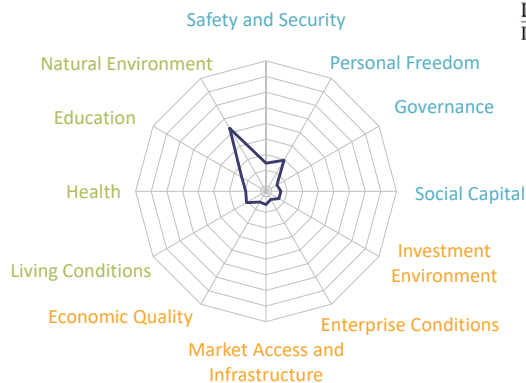 Safety and Security
Natural Environment
Personal Freedom
Education
Governance
Health
Social Capital
Investment
Environment
Living Conditions
Economic Quality
Enterprise Conditions
Market Access and
Infrastructure